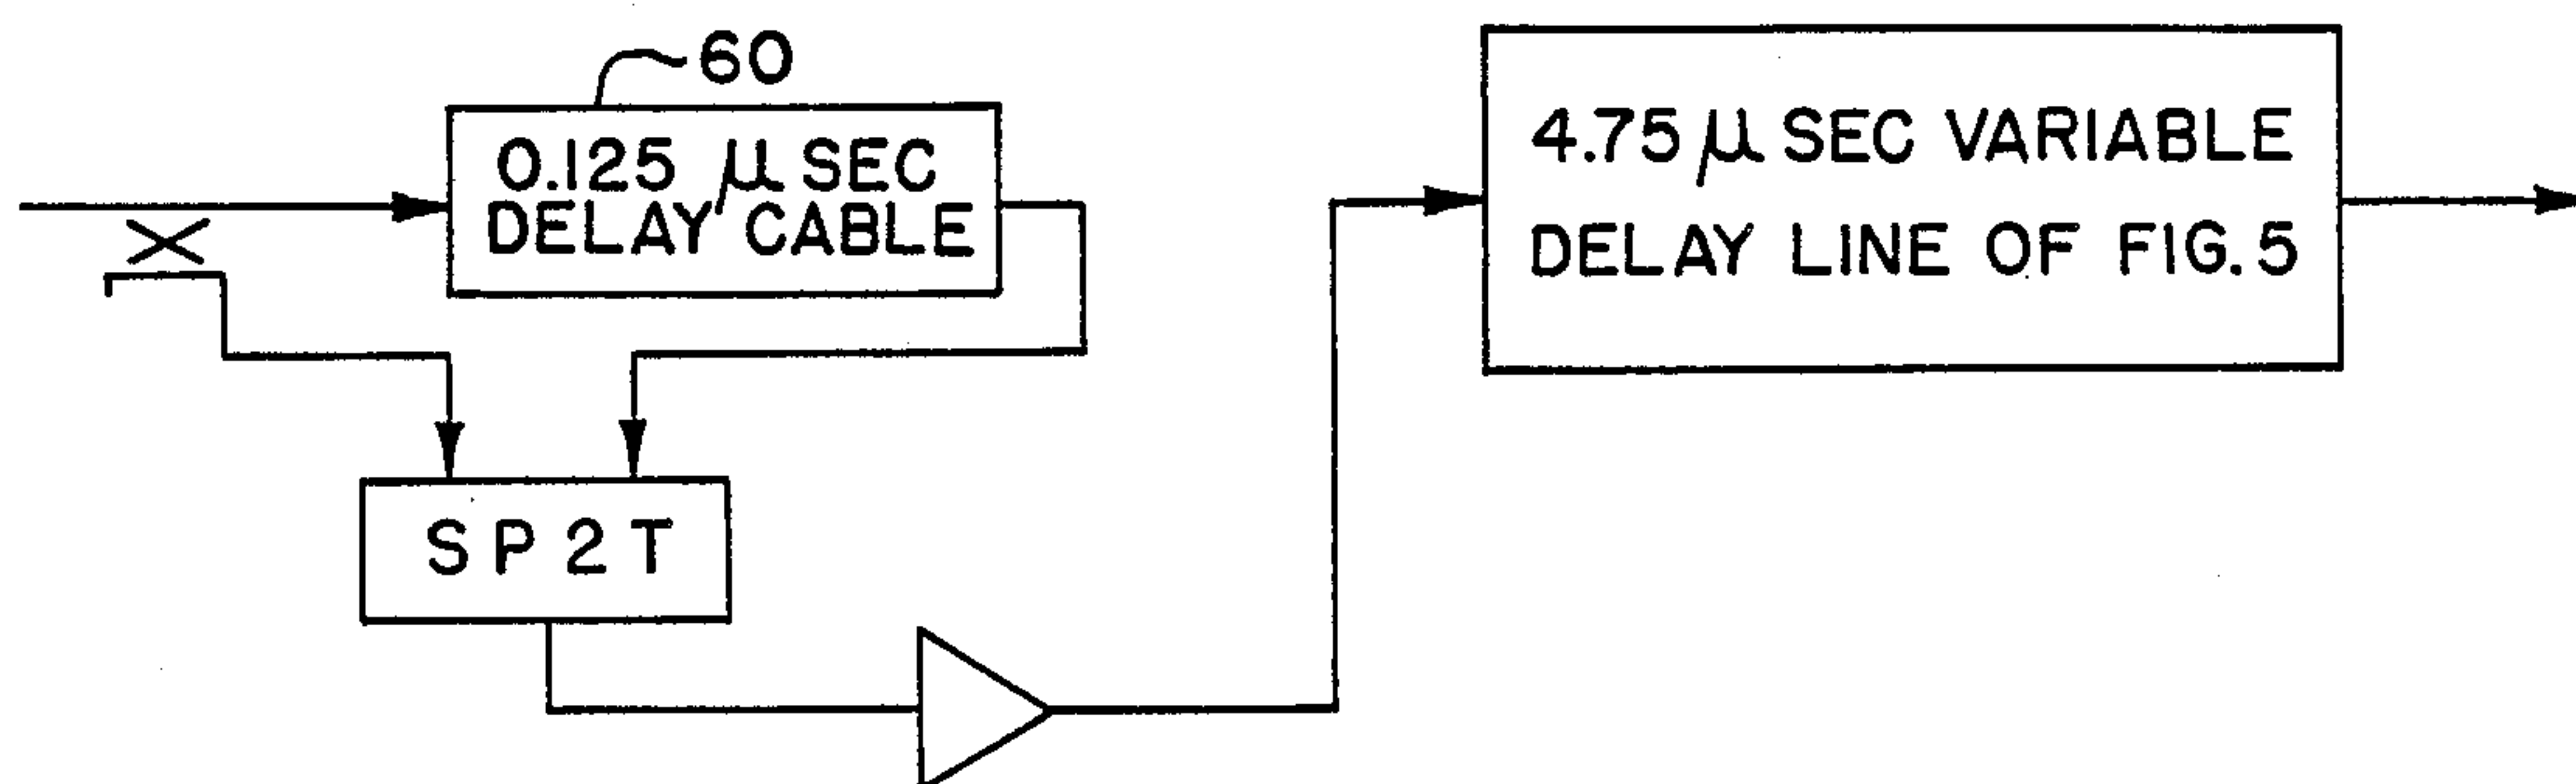 60
0.125 μ SEC
DELAY CABLE
4.75 μ SEC VARIABLE
DELAY LINE OF FIG. 5
SP2T